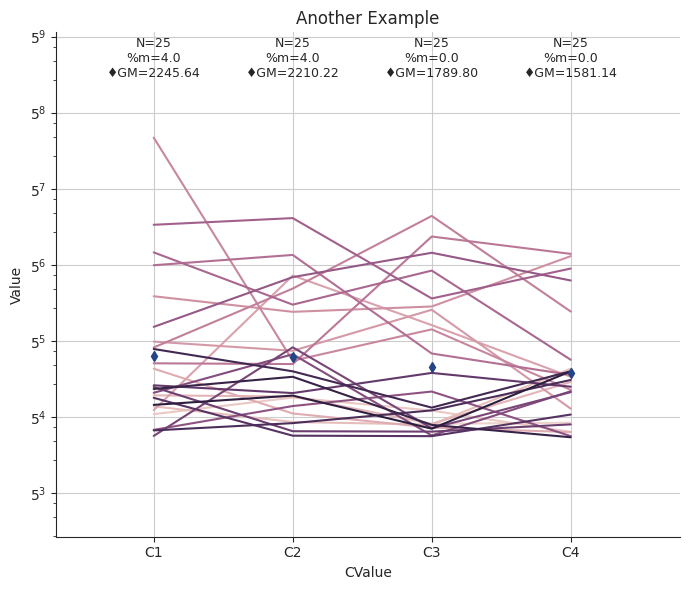 Another Example
N=25
%m=4.0
♦GM=2245.64
N=25
%m=4.0
♦GM=2210.22
N=25
%m=0.0
♦GM=1789.80
N=25
%m=0.0
♦GM=1581.14
5⁹
5⁸
5⁷
5⁶
5⁵
5⁴
5³
Value
C1 C2 C3 C4
CValue